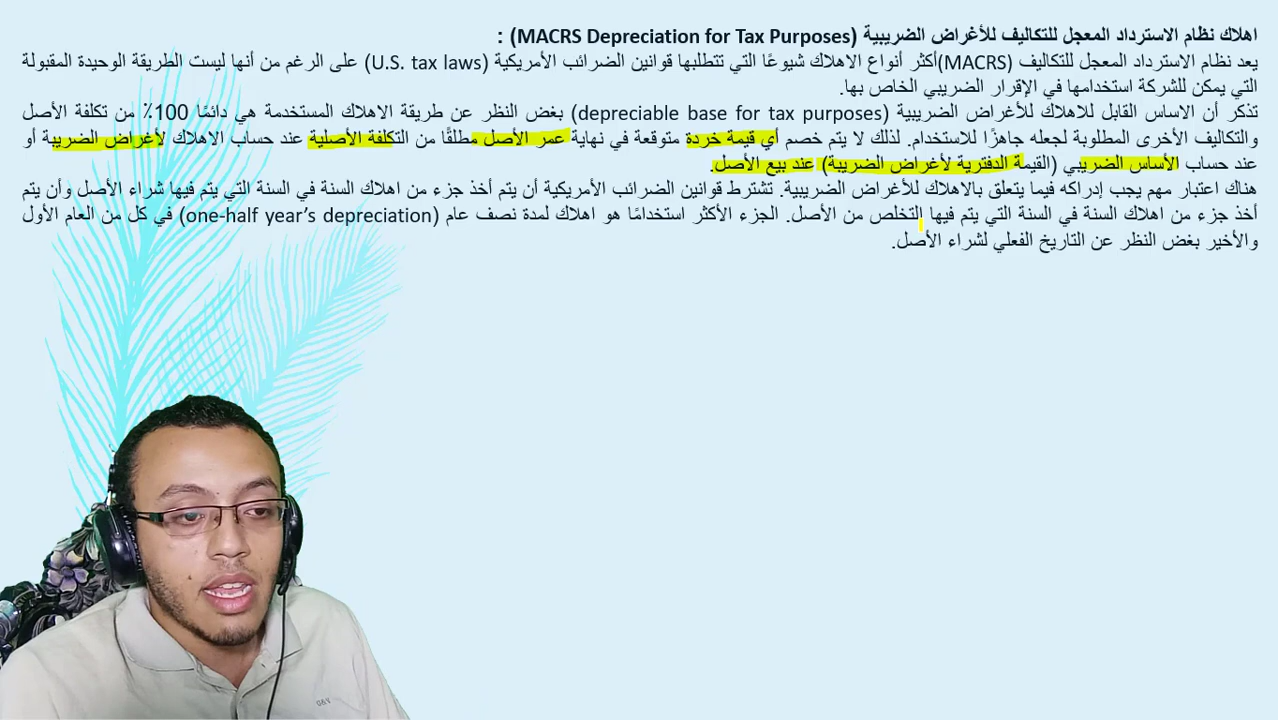 اهلاك نظام الاسترداد المعجل للتكاليف للأغراض الضريبية (MACRS Depreciation for Tax Purposes) :
يعد نظام الاسترداد المعجل للتكاليف (MACRS)أكثر أنواع الاهلاك شيوعًا التي تتطلبها قوانين الضرائب الأمريكية (U.S. tax laws) على الرغم من أنها ليست الطريقة الوحيدة المقبولة
التي يمكن للشركة استخدامها في الإقرار الضريبي الخاص بها.
تذكر أن الاساس القابل للاهلاك للأغراض الضريبية (depreciable base for tax purposes) بغض النظر عن طريقة الاهلاك المستخدمة هي دائمًا 100٪ من تكلفة الأصل
والتكاليف الأخرى المطلوبة لجعله جاهزًا للاستخدام. لذلك لا يتم خصم أي قيمة خردة متوقعة في نهاية عمر الأصل مطلقًا من التكلفة الأصلية عند حساب الاهلاك لأغراض الضريبة أو
عند حساب الأساس الضريبي (القيمة الدفترية لأغراض الضريبة) عند بيع الأصل.
هناك اعتبار مهم يجب إدراكه فيما يتعلق بالاهلاك للأغراض الضريبية. تشترط قوانين الضرائب الأمريكية أن يتم أخذ جزء من اهلاك السنة في السنة التي يتم فيها شراء الأصل وأن يتم
أخذ جزء من اهلاك السنة في السنة التي يتم فيها التخلص من الأصل. الجزء الأكثر استخدامًا هو اهلاك لمدة نصف عام (one-half year’s depreciation) في كل من العام الأول
والأخير بغض النظر عن التاريخ الفعلي لشراء الأصل.